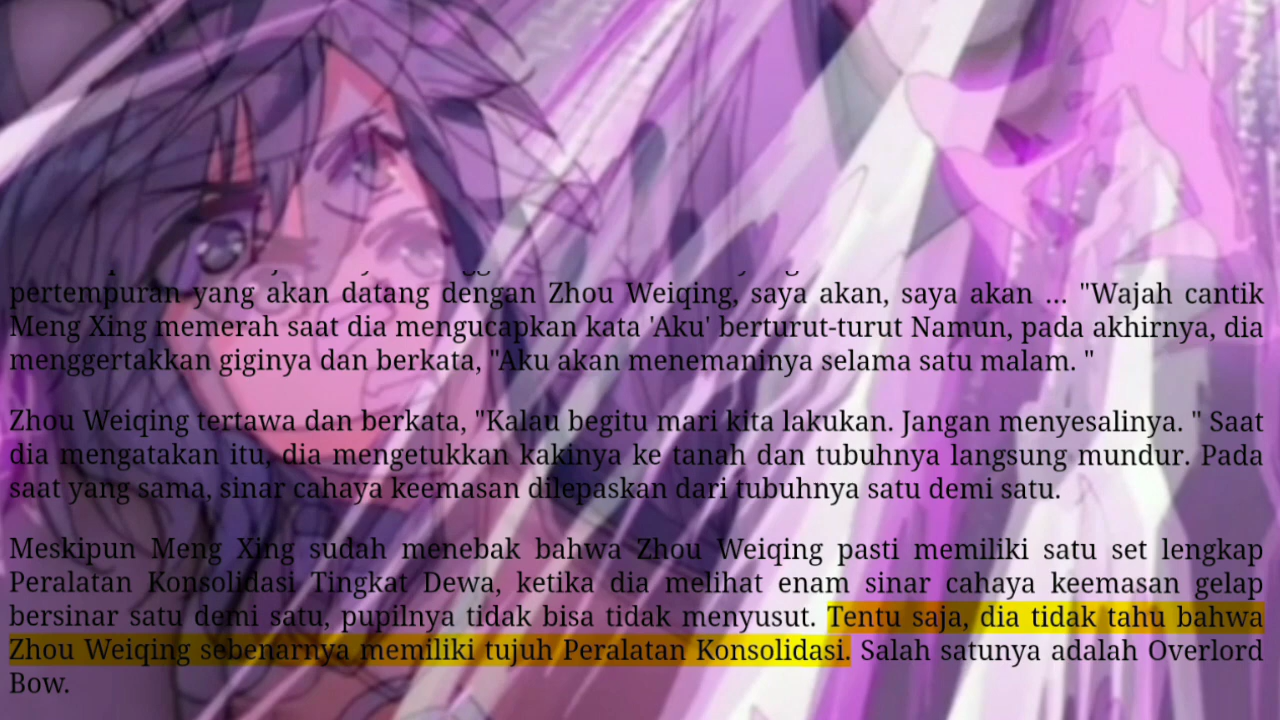 pertempuran yang akan datang dengan Zhou Weiqing, saya akan, saya akan ... "Wajah cantik
Meng Xing memerah saat dia mengucapkan kata 'Aku' berturut-turut Namun, pada akhirnya, dia
menggertakkan giginya dan berkata, "Aku akan menemaninya selama satu malam. "
Zhou Weiqing tertawa dan berkata, "Kalau begitu mari kita lakukan. Jangan menyesalinya. " Saat
dia mengatakan itu, dia mengetukkan kakinya ke tanah dan tubuhnya langsung mundur. Pada
saat yang sama, sinar cahaya keemasan dilepaskan dari tubuhnya satu demi satu.
Meskipun Meng Xing sudah menebak bahwa Zhou Weiqing pasti memiliki satu set lengkap
Peralatan Konsolidasi Tingkat Dewa, ketika dia melihat enam sinar cahaya keemasan gelap
bersinar satu demi satu, pupilnya tidak bisa tidak menyusut. Tentu saja, dia tidak tahu bahwa
Zhou Weiqing sebenarnya memiliki tujuh Peralatan Konsolidasi. Salah satunya adalah Overlord
Bow.